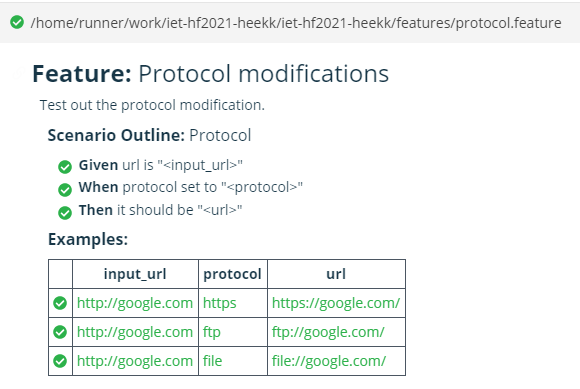 /home/runner/work/iet-hf2021-heekk/iet-hf2021-heekk/features/protocol.feature
Feature: Protocol modifications
Test out the protocol modification.
Scenario Outline: Protocol
Given url is "<input_url>"
When protocol set to "<protocol>"
Then it should be "<url>"
Examples:
input_url protocol url
http://google.com https https://google.com/
http://google.com ftp ftp://google.com/
http://google.com file file://google.com/